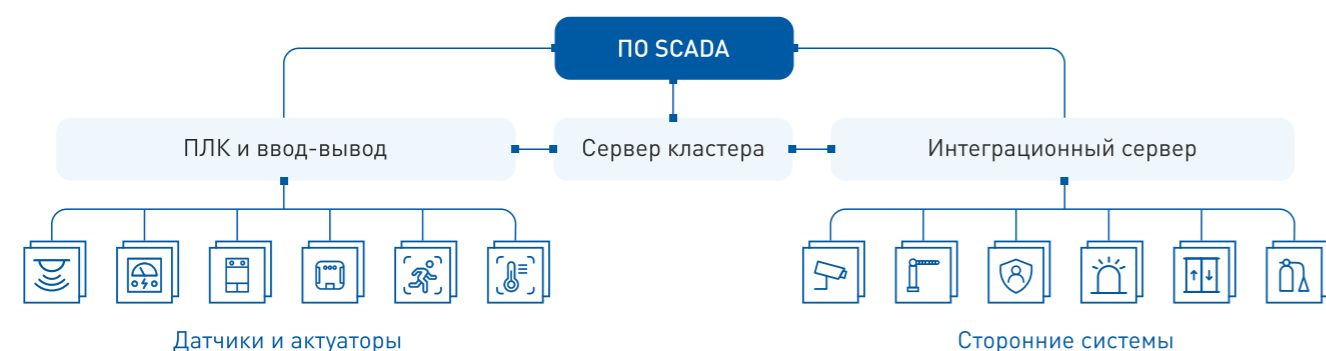 ПО SCADA
ПЛК и ввод-вывод
Сервер кластера
Интеграционный сервер
Датчики и актуаторы
Сторонние системы